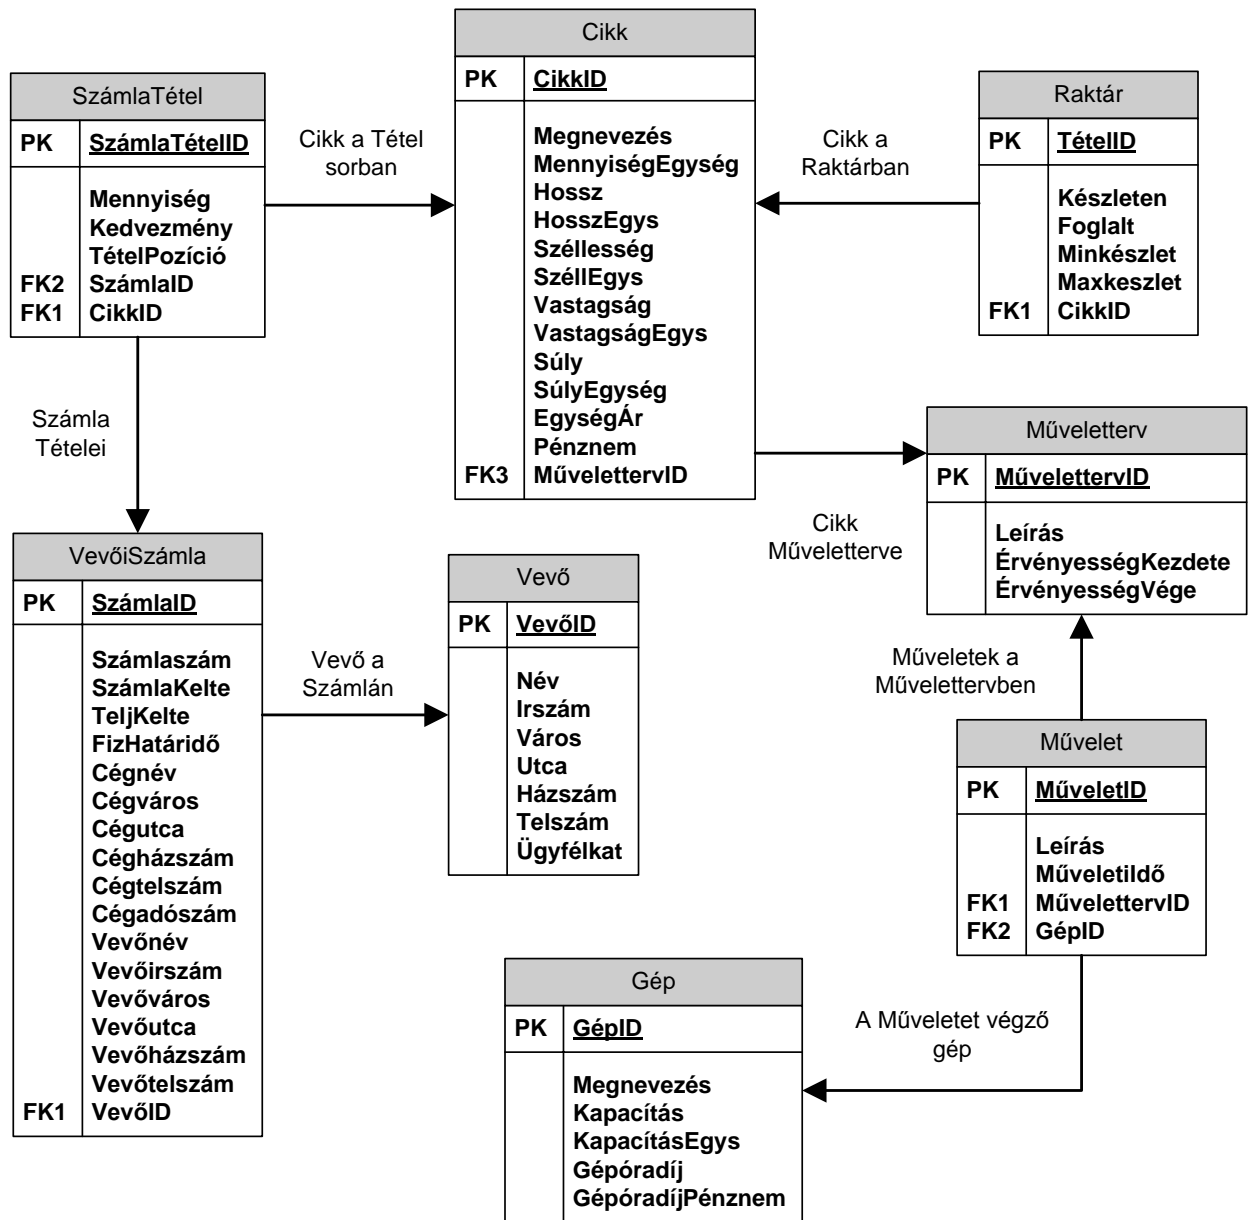 Cikk
PK CikkID
Megnevezés
MennyiségEgység
Hossz
HosszEgys
Széllesség
SzéllEgys
Vastagság
VastagságEgys
Súly
SúlyEgység
EgységÁr
Pénznem
FK3 MűvelettervID
SzámlaTétel
PK SzámlaTételID
Mennyiség
Kedvezmény
TételPozíció
FK2 SzámlaID
FK1 CikkID
Cikk a Tétel
sorban
Cikk a
Raktárban
Raktár
PK TételID
Készleten
Foglalt
Minkészlet
Maxkeszlet
FK1 CikkID
Számla
Tételei
Cikk
Műveletterve
Műveletterv
PK MűvelettervID
Leírás
ÉrvényességKezdete
ÉrvényességVége
VevőiSzámla
PK SzámlaID
Számlaszám
SzámlaKelte
TeljKelte
FizHatáridő
Cégnév
Cégváros
Cégutca
Cégházszám
Cégtelszám
Cégadószám
Vevőnév
Vevőirszám
Vevőváros
Vevőutca
Vevőházszám
Vevőtelszám
FK1 VevőID
Vevő a
Számlán
Vevő
PK VevőID
Név
Irszám
Város
Utca
Házszám
Telszám
Ügyfélkat
Műveletek a
Művelettervben
Művelet
PK MűveletID
Leírás
MűveletiIdő
FK1 MűvelettervID
FK2 GépID
A Műveletet végző
gép
Gép
PK GépID
Megnevezés
Kapacítás
KapacításEgys
Gépóradíj
GépóradíjPénznem